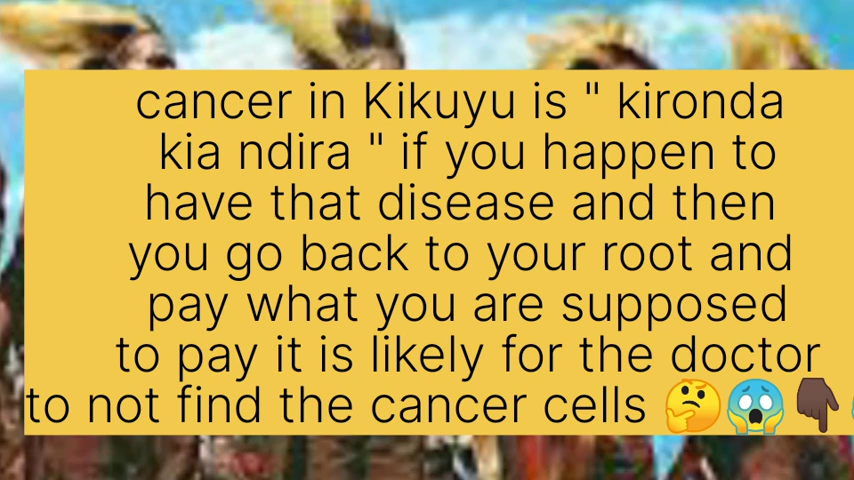 cancer in Kikuyu is " kironda
kia ndira " if you happen to
have that disease and then
you go back to your root and
pay what you are supposed
to pay it is likely for the doctor
to not find the cancer cells 🤔😱👇🏿